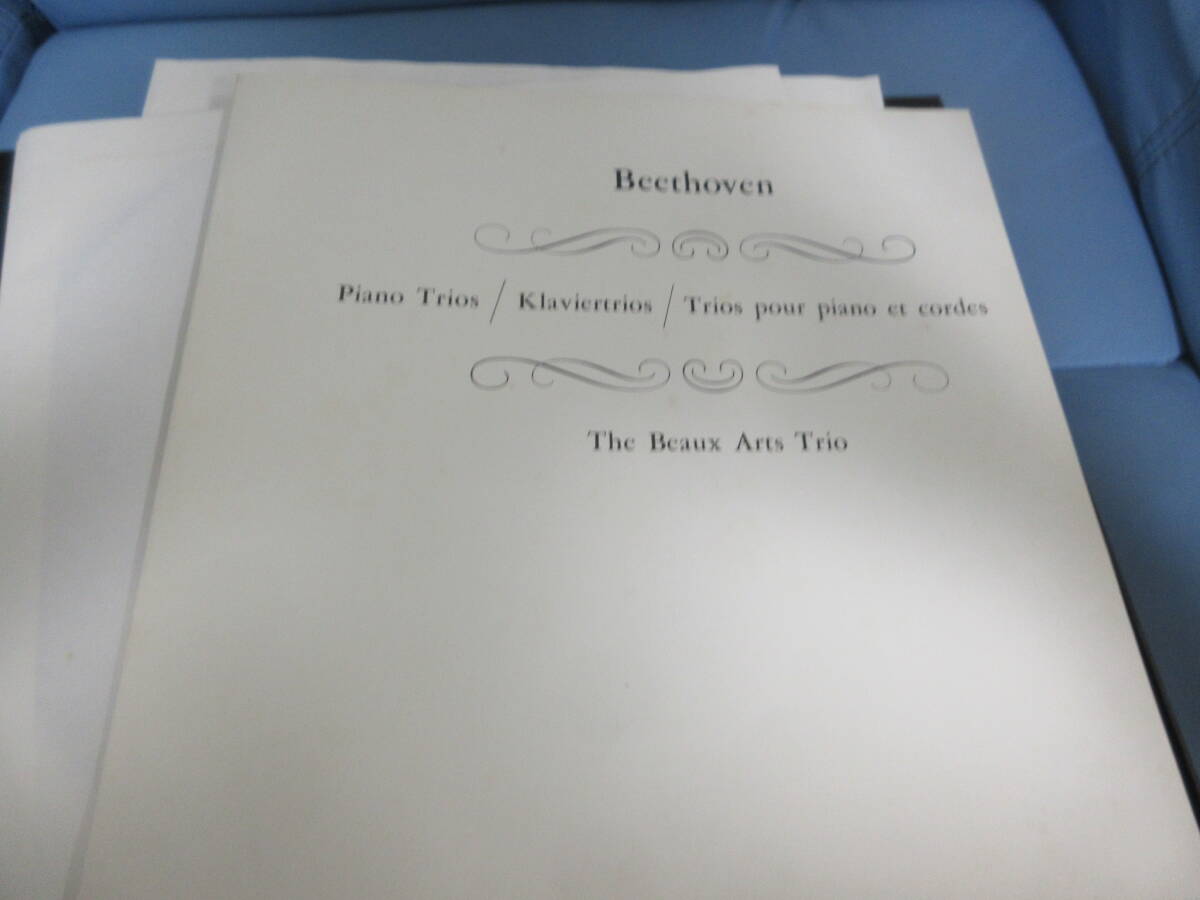 Beethoven
Piano Trios / Klaviertrios / Trios pour piano et cordes
The Beaux Arts Trio